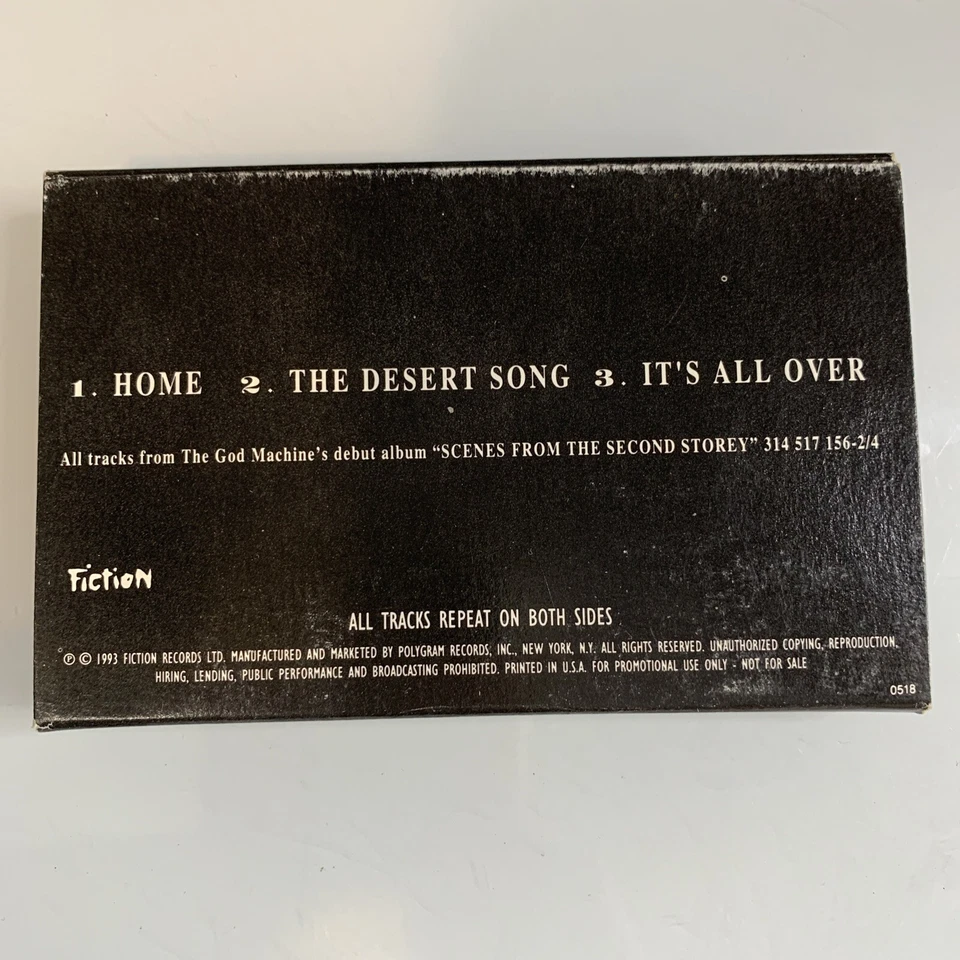 1. HOME 2. THE DESERT SONG 3. IT'S ALL OVER
All tracks from The God Machine's debut album “SCENES FROM THE SECOND STOREY” 314 517 156-2/4
Fiction
ALL TRACKS REPEAT ON BOTH SIDES
℗ © 1993 FICTION RECORDS LTD. MANUFACTURED AND MARKETED BY POLYGRAM RECORDS, INC., NEW YORK, N.Y. ALL RIGHTS RESERVED. UNAUTHORIZED COPYING, REPRODUCTION,
HIRING, LENDING, PUBLIC PERFORMANCE AND BROADCASTING PROHIBITED. PRINTED IN U.S.A. FOR PROMOTIONAL USE ONLY - NOT FOR SALE
0518